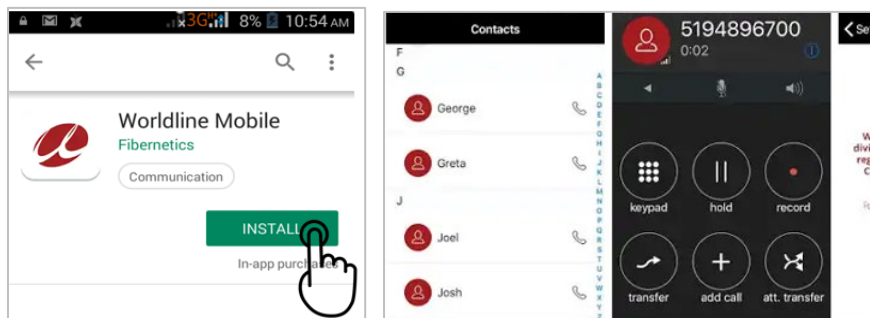 3G 8% 10:54 AM
Worldline Mobile
Fibernetics
Communication
INSTALL
In-app purchases
Contacts
F
G
George
Greta
J
Joel
Josh
A
B
C
D
E
F
G
H
I
J
K
L
M
N
O
P
Q
R
S
T
U
V
W
X
Y
Z
5194896700
0:02
keypad hold record
transfer add call att. transfer